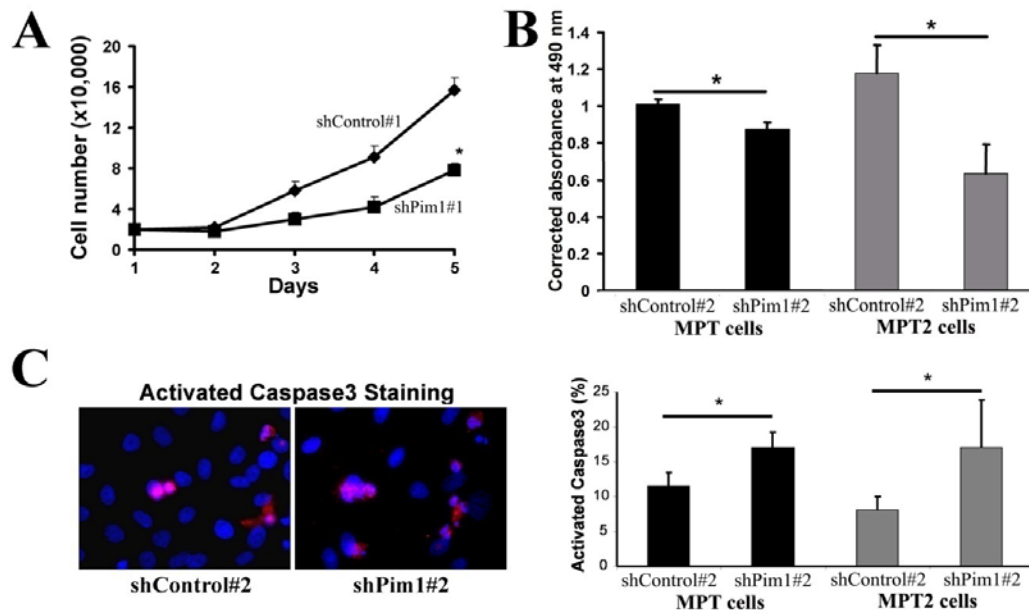 A
Cell number (x10,000)
20
16
12
8
4
0
shControl#1
*
shPim1#1
1 2 3 4 5
Days
B
Corrected absorbance at 490 nm
1.4
1.2
1
0.8
0.6
0.4
0.2
0
*
*
shControl#2 shPim1#2 shControl#2 shPim1#2
MPT cells MPT2 cells
C
Activated Caspase3 Staining
shControl#2 shPim1#2
Activated Caspase3 (%)
25
20
15
10
5
0
*
*
shControl#2 shPim1#2 shControl#2 shPim1#2
MPT cells MPT2 cells